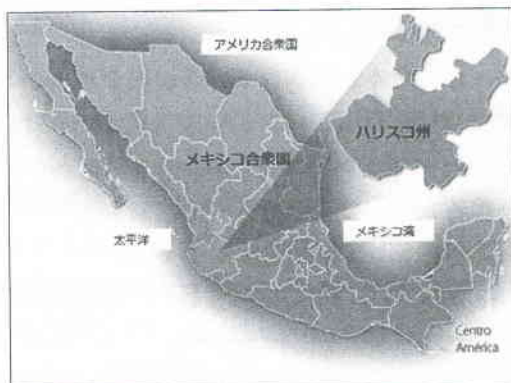 アメリカ合衆国
ハリスコ州
メキシコ合衆国
太平洋
メキシコ湾
Centro
América